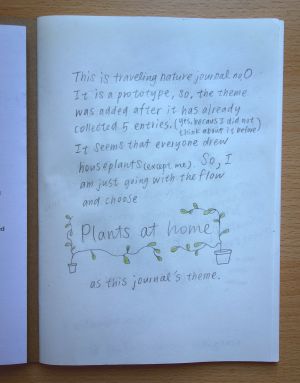 This is traveling nature journal no0
It is a prototype, so, the theme
was added after it has already
collected 5 entries. (yes, becaus I did not
think about it before)
It seems that everyone drew
houseplants (except me). So, I
am just going with the flow
and choose
Plants at home
as this journal's theme.